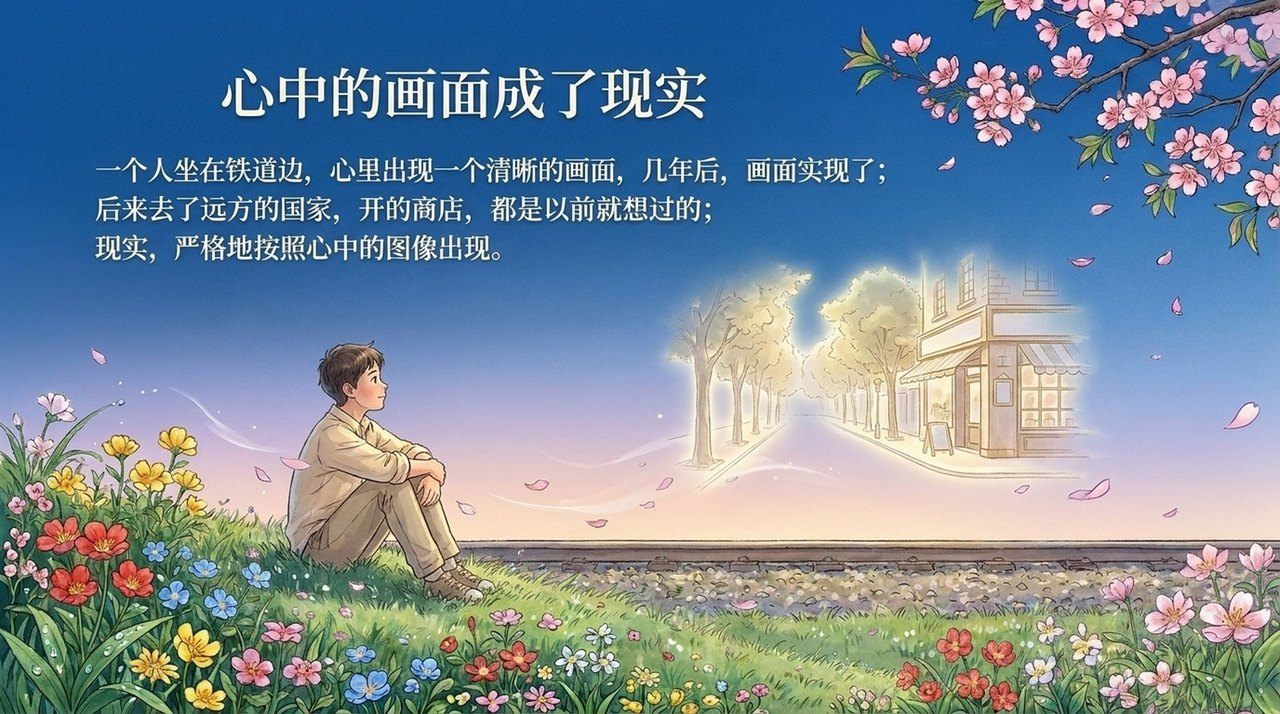 心中的画面成了现实
一个人坐在铁道边，心里出现一个清晰的画面，几年后，画面实现了；
后来去了远方的国家，开的商店，都是以前就想过的；
现实，严格地按照心中的图像出现。